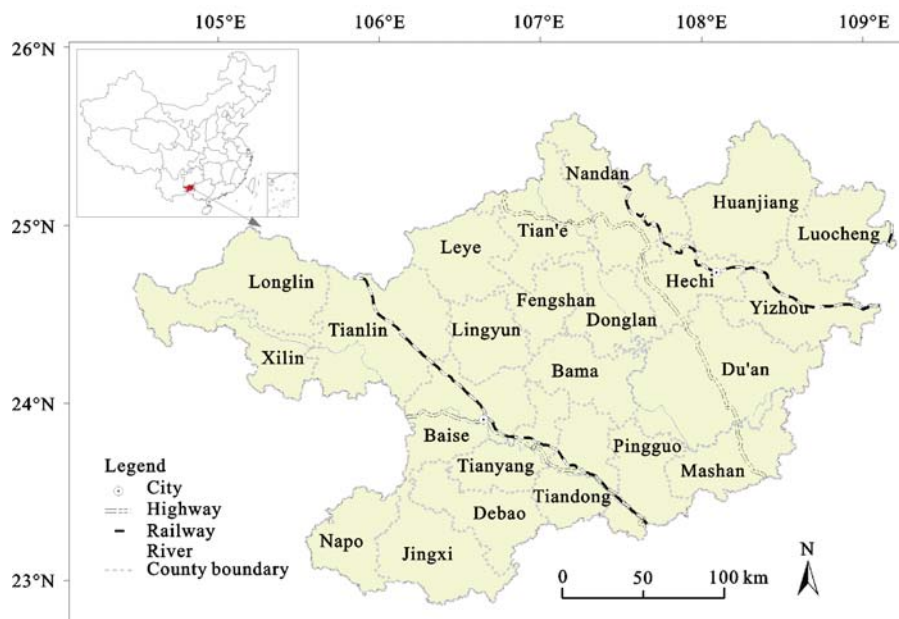 105°E 106°E 107°E 108°E 109°E
26°N
25°N
24°N
23°N
Nandan
Huanjiang
Luocheng
Tian'e
Leye
Hechi
Longlin
Fengshan
Yizhou
Donglan
Tianlin
Lingyun
Xilin
Bama
Du'an
Baise
Pingguo
Tianyang
Mashan
Tiandong
Debao
Napo
Jingxi
Legend
City
Highway
Railway
River
County boundary
0 50 100 km
N